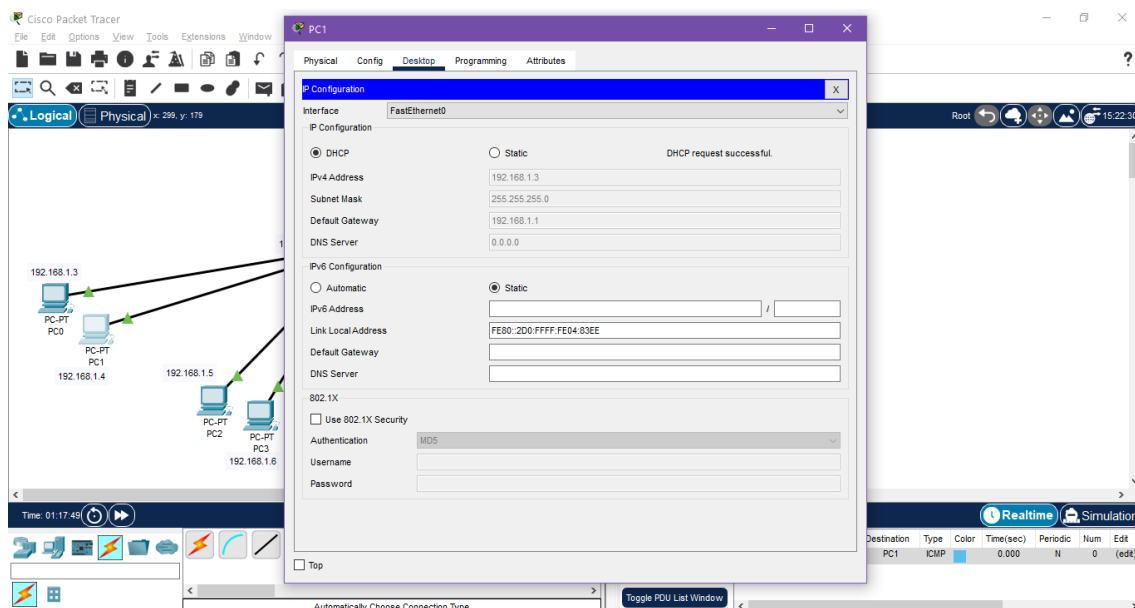 Cisco Packet Tracer
File Edit Options View Tools Extensions Window
?
Logical Physical x: 299, y: 179
Root 15:22:30
192.168.1.3
PC-PT
PC0
PC-PT
PC1
192.168.1.4
192.168.1.5
PC-PT
PC2
PC-PT
PC3
192.168.1.6
1
PC1
Physical Config Desktop Programming Attributes
IP Configuration X
Interface FastEthernet0
IP Configuration
DHCP Static DHCP request successful.
IPv4 Address 192.168.1.3
Subnet Mask 255.255.255.0
Default Gateway 192.168.1.1
DNS Server 0.0.0.0
IPv6 Configuration
Automatic Static
IPv6 Address /
Link Local Address FE80::2D0:FFFF:FE04:83EE
Default Gateway
DNS Server
802.1X
Use 802.1X Security
Authentication MD5
Username
Password
Top
Time: 01:17:49
Realtime Simulation
Destination Type Color Time(sec) Periodic Num Edit
PC1 ICMP 0.000 N 0 (edit)
Toggle PDU List Window
Automatically Choose Connection Type